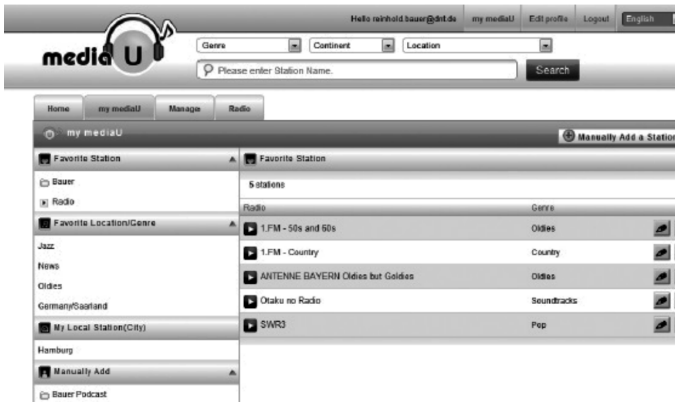 Hello reinhold.bauer@dnt.de my mediaU Edit profile Logout English
media U
Genre Continent Location
Please enter Station Name. Search
Home my mediaU Manage Radio
my mediaU Manually Add a Station
Favorite Station
Bauer
Radio
Favorite Location/Genre
Jazz
News
Oldies
Germany/Saarland
My Local Station(City)
Hamburg
Manually Add
Bauer Podcast
Favorite Station
5 stations
Radio Genre
1.FM - 50s and 60s Oldies
1.FM - Country Country
ANTENNE BAYERN Oldies but Goldies Oldies
Otaku no Radio Soundtracks
SWR3 Pop